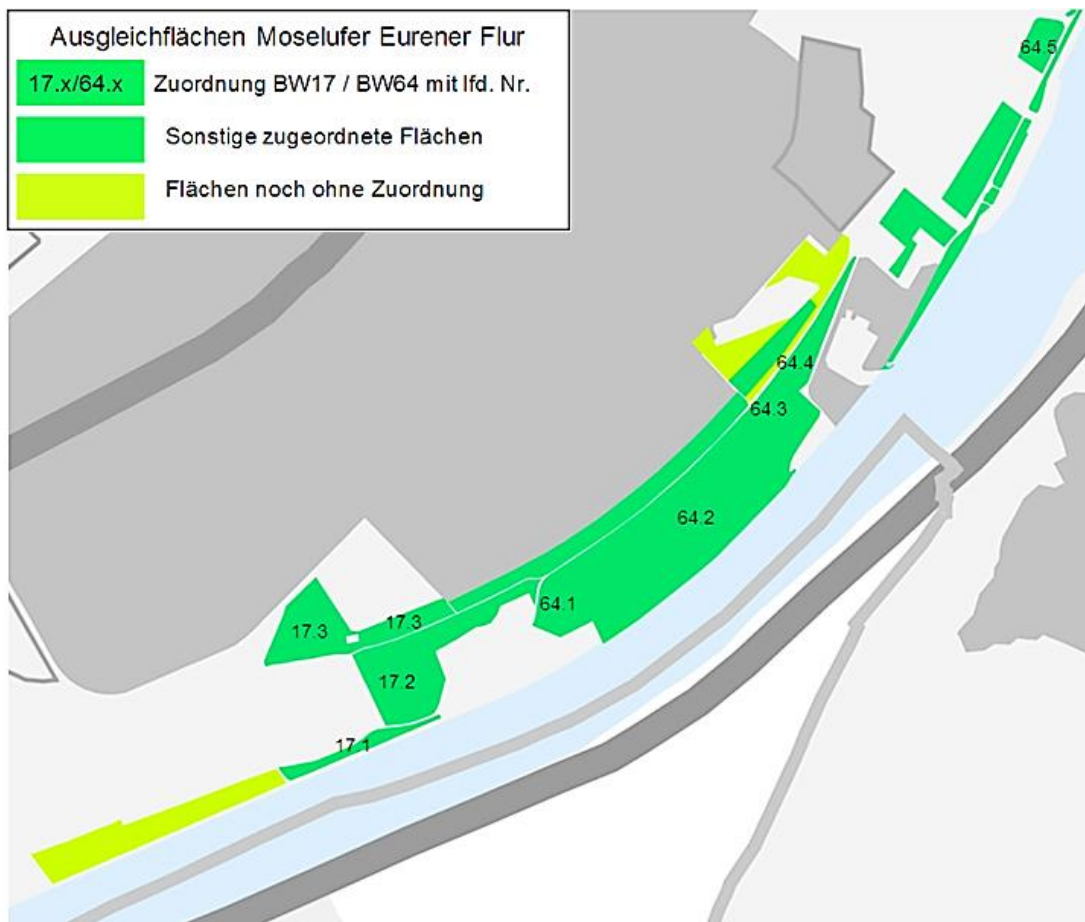 Ausgleichflächen Moselufer Eurener Flur
17.x/64.x Zuordnung BW17 / BW64 mit lfd. Nr.
Sonstige zugeordnete Flächen
Flächen noch ohne Zuordnung
64.5
64.4
64.3
64.2
64.1
17.3
17.3
17.2
17.1